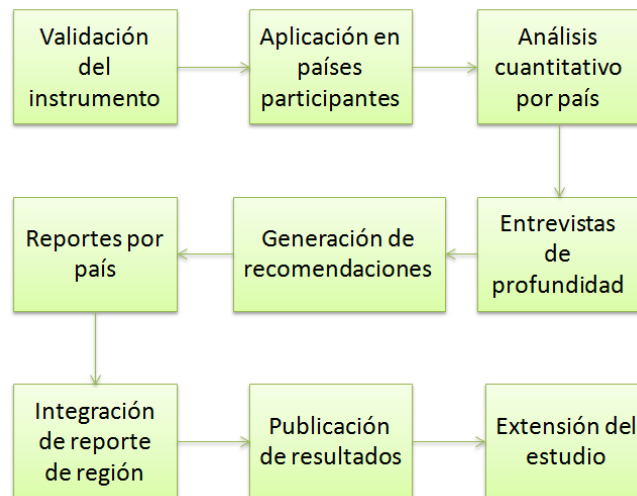 Validación
del
instrumento
Aplicación en
países
participantes
Análisis
cuantitativo
por país
Entrevistas
de
profundidad
Generación de
recomendaciones
Reportes por
país
Integración
de reporte
de región
Publicación
de resultados
Extensión del
estudio